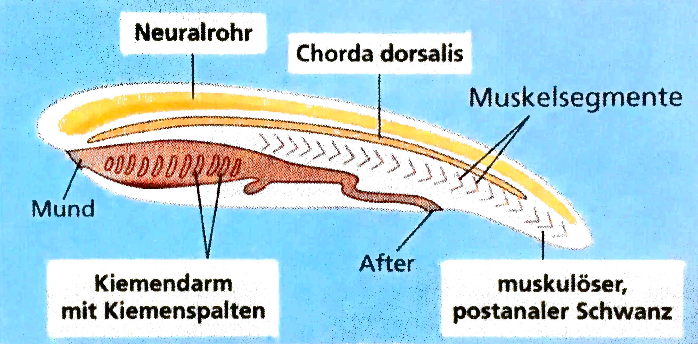 Neuralrohr
Chorda dorsalis
Muskelsegmente
Mund
After
Kiemendarm
mit Kiemenspalten
muskulöser,
postanaler Schwanz